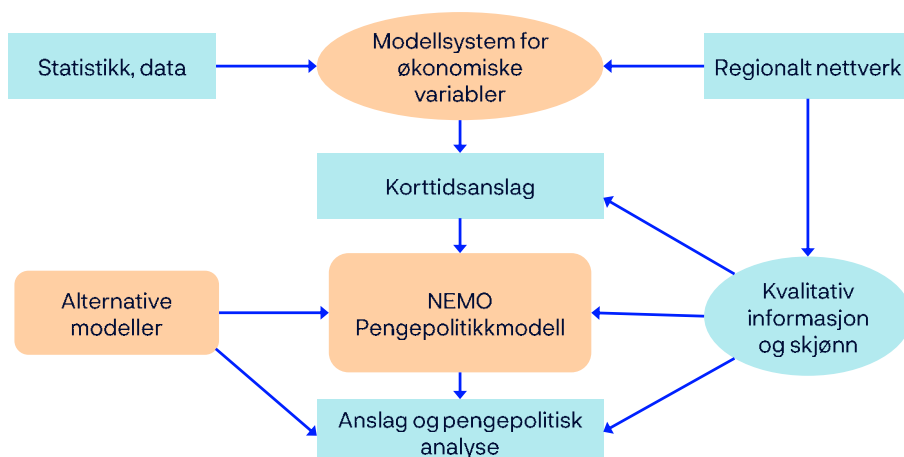 Statistikk, data
Modellsystem for
økonomiske
variabler
Regionalt nettverk
Korttidsanslag
Alternative
modeller
NEMO
Pengepolitikkmodell
Kvalitativ
informasjon
og skjønn
Anslag og pengepolitisk
analyse